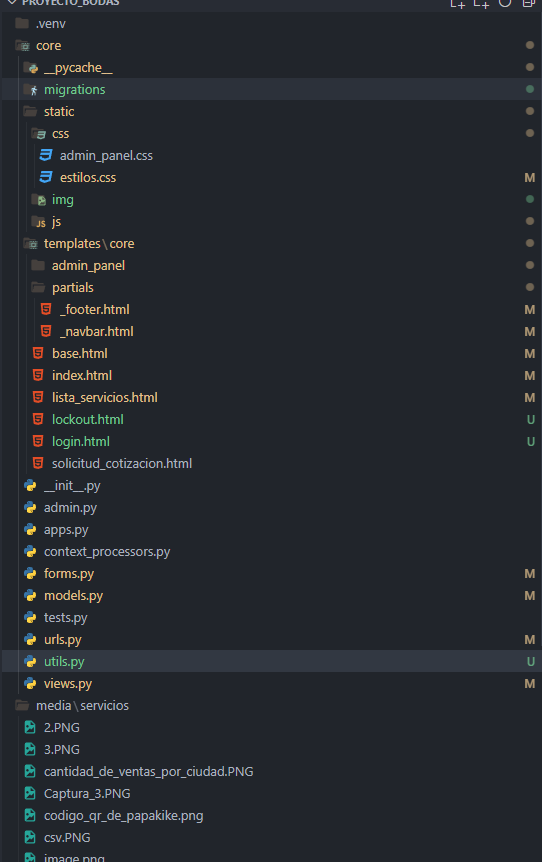 PROYECTO_BODAS
.venv
core
__pycache__
migrations
static
css
admin_panel.css
estilos.css M
img
js
templates\core
admin_panel
partials
_footer.html M
_navbar.html M
base.html M
index.html M
lista_servicios.html M
lockout.html U
login.html U
solicitud_cotizacion.html
__init__.py
admin.py
apps.py
context_processors.py
forms.py M
models.py M
tests.py
urls.py M
utils.py U
views.py M
media\servicios
2.PNG
3.PNG
cantidad_de_ventas_por_ciudad.PNG
Captura_3.PNG
codigo_qr_de_papakike.png
csv.PNG
image.png